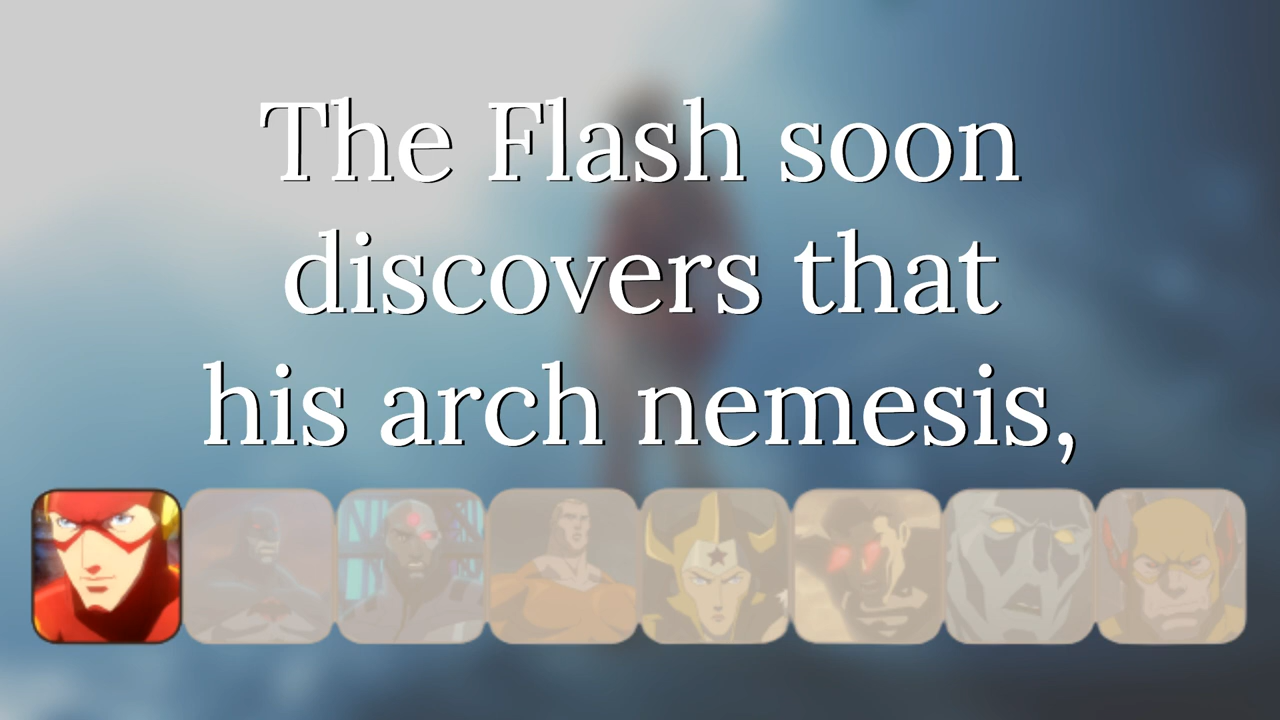 The Flash soon
discovers that
his arch nemesis,